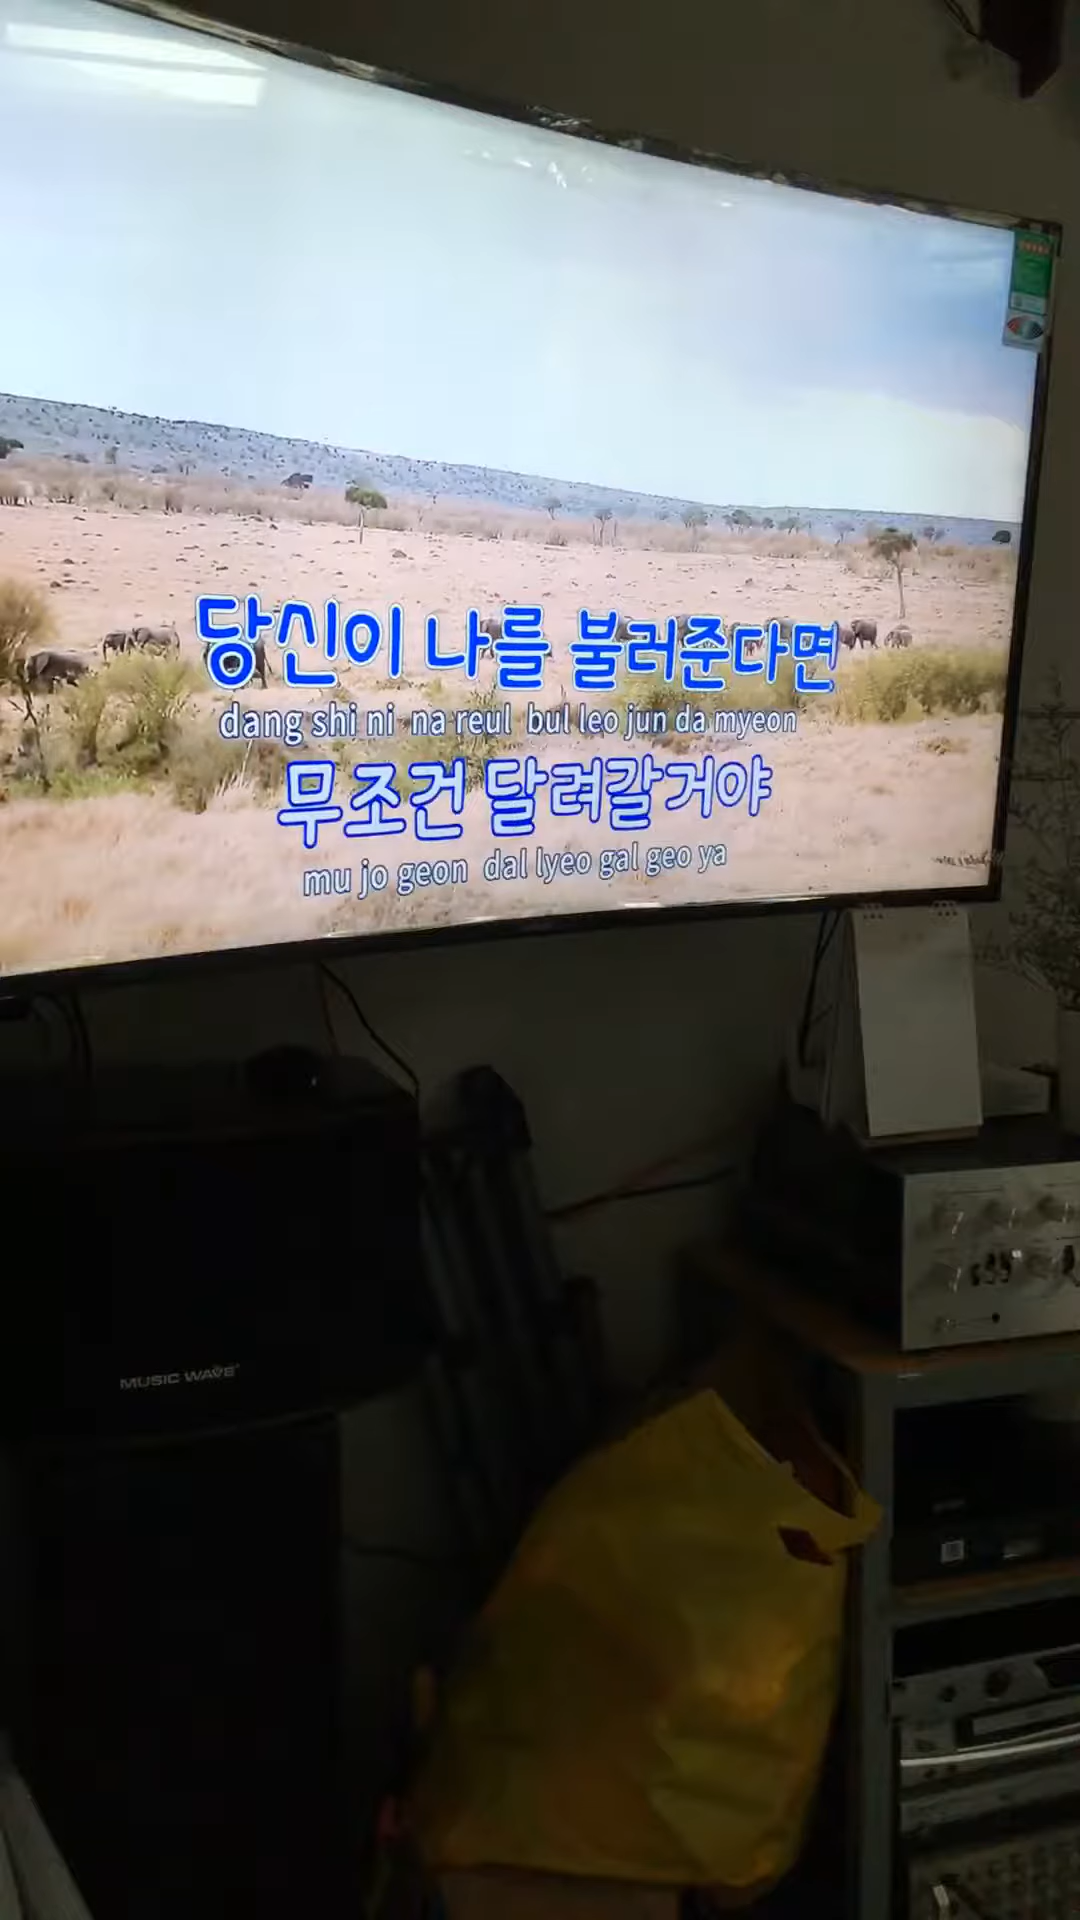 당신이 나를 불러준다면
dang shi ni na reul bul leo jun da myeon
무조건 달려갈거야
mu jo geon dal lyeo gal geo ya
MUSIC WAVE